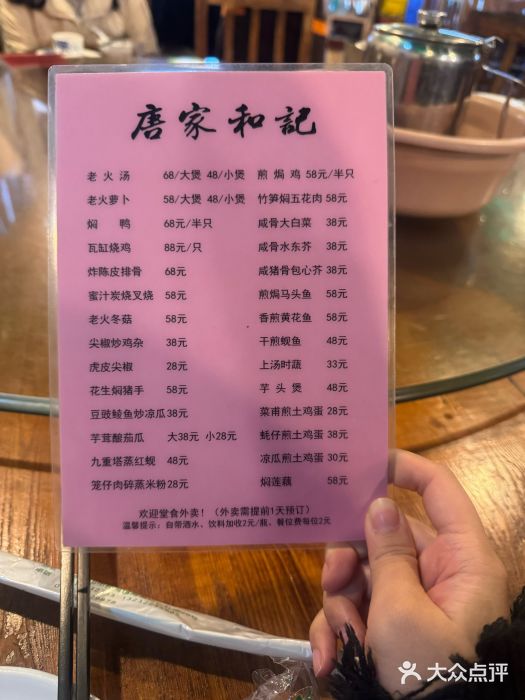 唐家和記
老火汤 68/大煲 48/小煲 煎焗鸡 58元/半只
老火萝卜 58/大煲 48/小煲 竹笋焖五花肉 58元
焖鸭 68元/半只 咸骨大白菜 38元
瓦缸烧鸡 88元/只 咸骨水东芥 38元
炸陈皮排骨 68元 咸猪骨包心芥 38元
蜜汁炭烧叉烧 58元 煎焗马头鱼 58元
老火冬菇 58元 香煎黄花鱼 58元
尖椒炒鸡杂 38元 干煎蚬鱼 48元
虎皮尖椒 28元 上汤时蔬 33元
花生焖猪手 58元 芋头煲 48元
豆豉鲮鱼炒凉瓜 38元 菜甫煎土鸡蛋 28元
芋茸酸茄瓜 大38元 小28元 蚝仔煎土鸡蛋 38元
九重塔蒸红蚬 48元 凉瓜煎土鸡蛋 30元
笼仔肉碎蒸米粉 28元 焖莲藕 58元
欢迎堂食外卖！（外卖需提前1天预订）
温馨提示：自带酒水、饮料加收2元/瓶、餐位费每位2元
大众点评